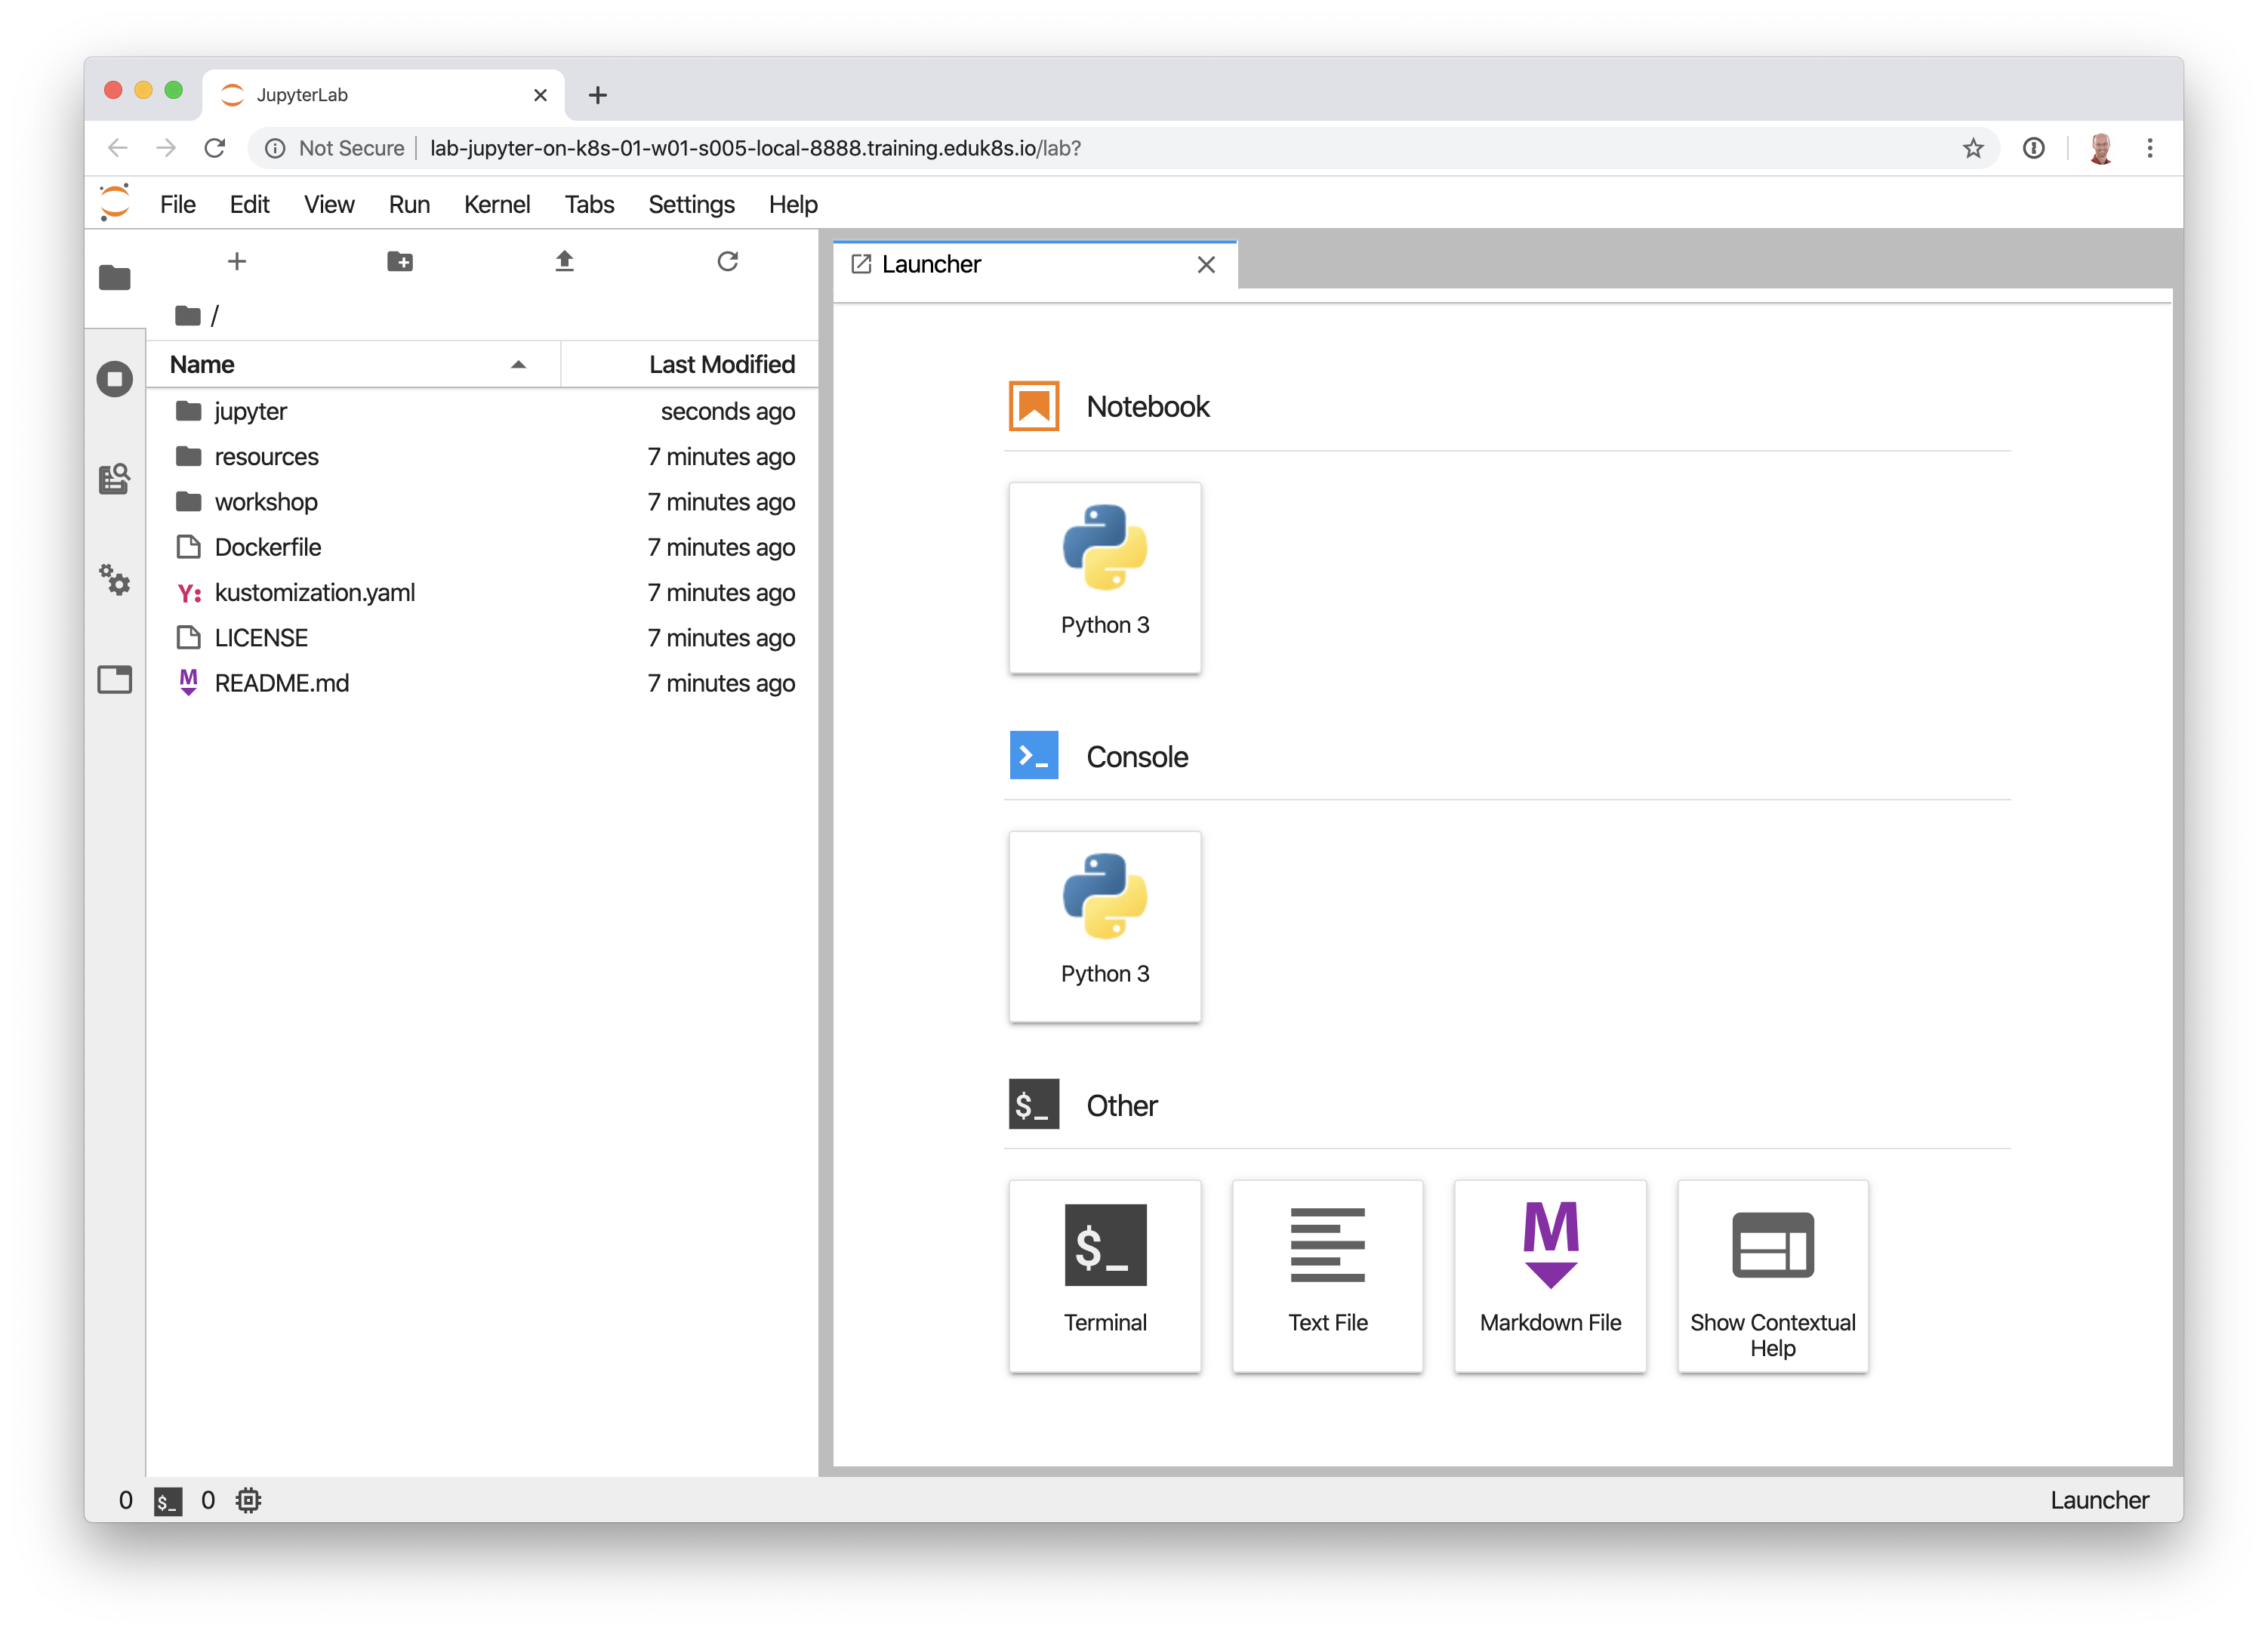 JupyterLab
Not Secure lab-jupyter-on-k8s-01-w01-s005-local-8888.training.eduk8s.io/lab?
File Edit View Run Kernel Tabs Settings Help
/
Name Last Modified
jupyter seconds ago
resources 7 minutes ago
workshop 7 minutes ago
Dockerfile 7 minutes ago
Y: kustomization.yaml 7 minutes ago
LICENSE 7 minutes ago
M README.md 7 minutes ago
Launcher
Notebook
Python 3
>_ Console
Python 3
$_ Other
$_ M
Terminal Text File Markdown File Show Contextual
Help
0 $_ 0 Launcher